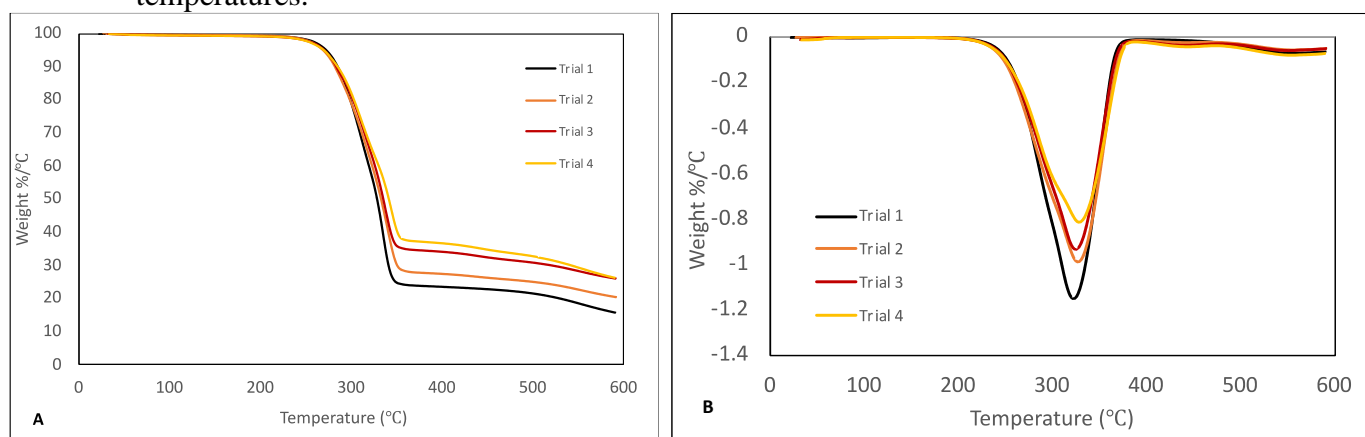 temperatures.
100
90
80
70
60
50
40
30
20
10
0
Weight %/°C
Trial 1
Trial 2
Trial 3
Trial 4
0 100 200 300 400 500 600
Temperature (°C)
A
0
-0.2
-0.4
-0.6
-0.8
-1
-1.2
-1.4
Weight %/°C
Trial 1
Trial 2
Trial 3
Trial 4
0 100 200 300 400 500 600
Temperature (°C)
B